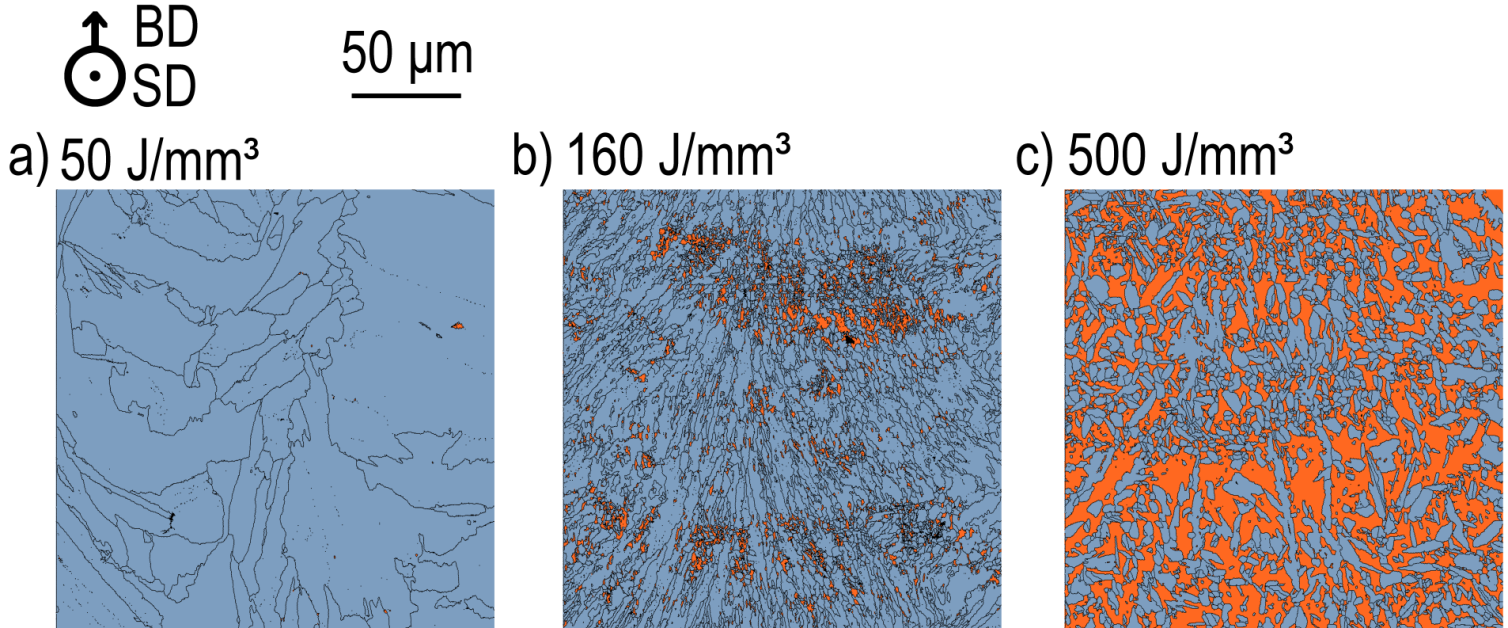 BD
SD
50 µm
a) 50 J/mm³
b) 160 J/mm³
c) 500 J/mm³